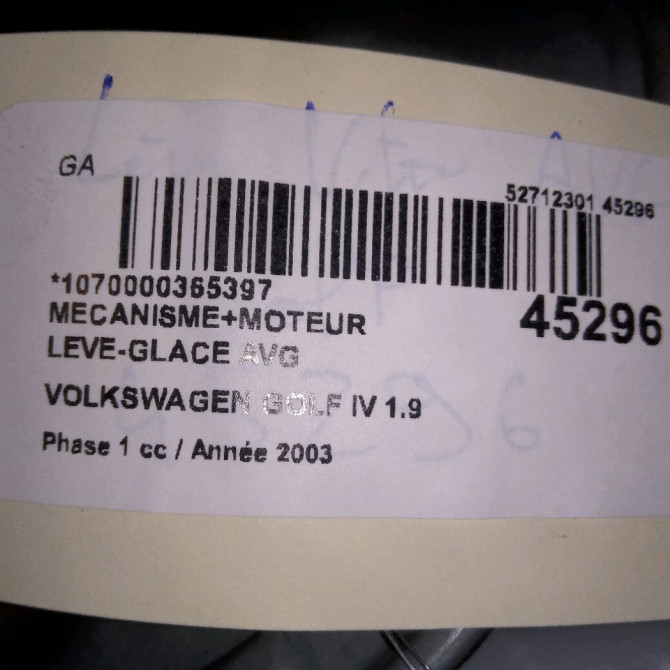 GA
52712301 45296
*1070000365397
45296
MECANISME+MOTEUR
LEVE-GLACE AVG
VOLKSWAGEN GOLF IV 1.9
Phase 1 cc / Année 2003